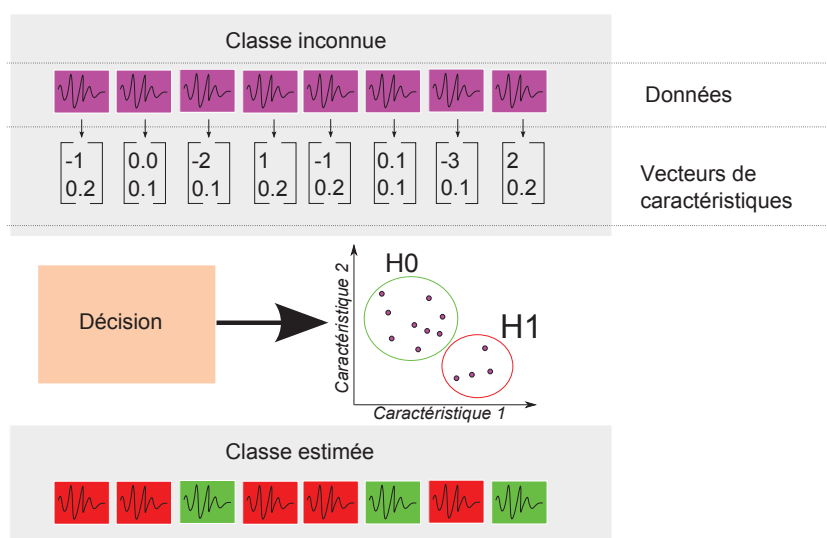 Classe inconnue
Données
-1 0.0 -2 1 -1 0.1 -3 2
0.2 0.1 0.1 0.2 0.2 0.1 0.1 0.2
Vecteurs de
caractéristiques
Décision
Caractéristique 2
H0
H1
Caractéristique 1
Classe estimée